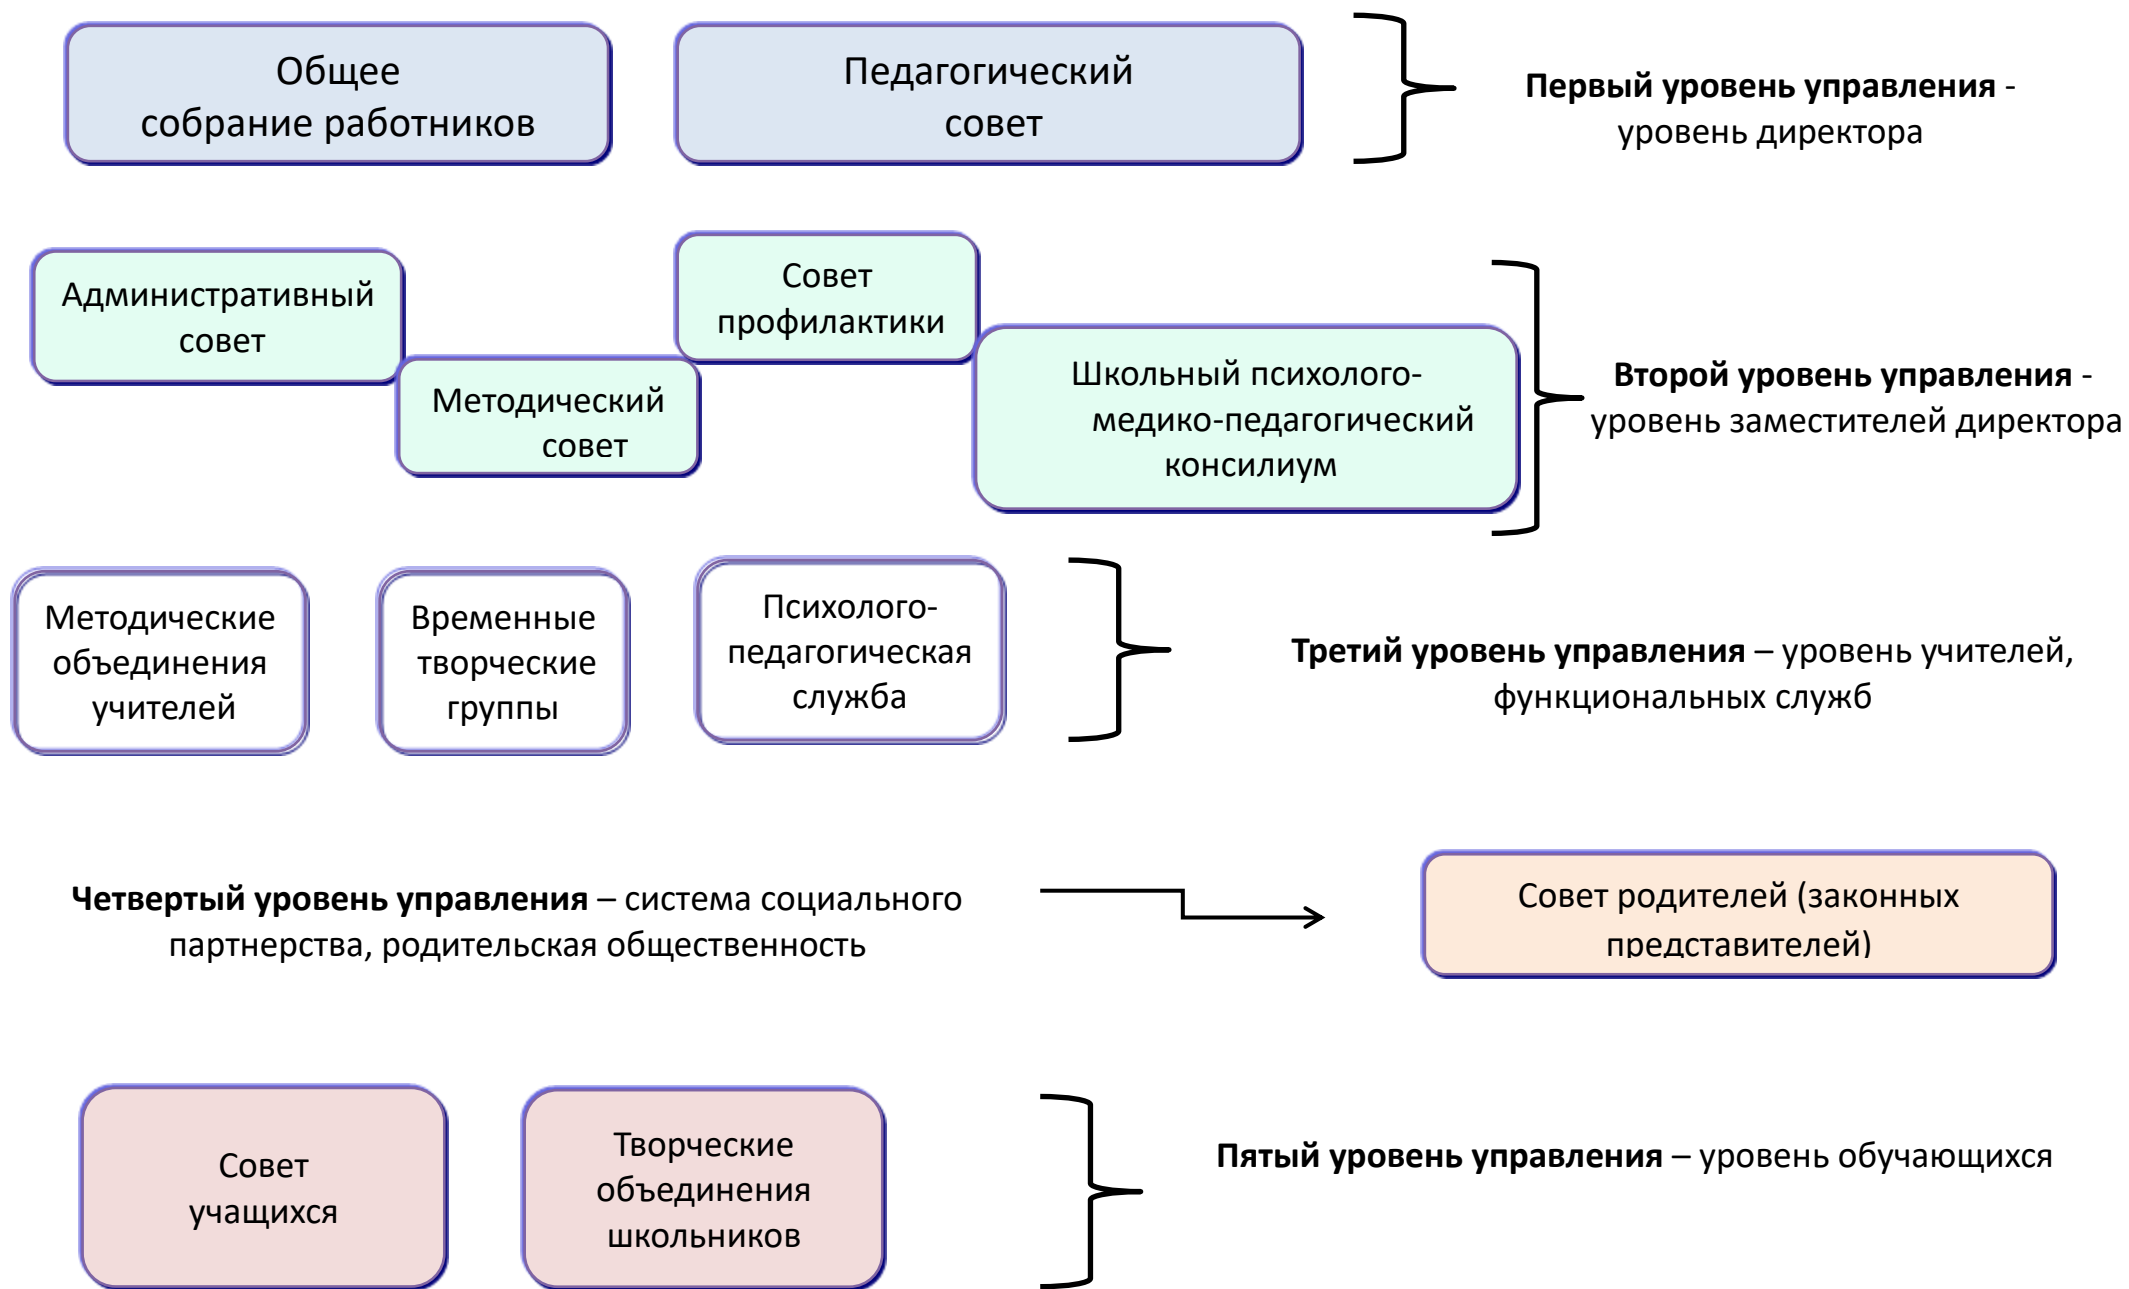 Общее
собрание работников
Педагогический
совет
Первый уровень управления -
уровень директора
Административный
совет
Методический
совет
Совет
профилактики
Школьный психолого-
медико-педагогический
консилиум
Второй уровень управления -
уровень заместителей директора
Методические
объединения
учителей
Временные
творческие
группы
Психолого-
педагогическая
служба
Третий уровень управления – уровень учителей,
функциональных служб
Четвертый уровень управления – система социального
партнерства, родительская общественность
Совет родителей (законных
представителей)
Совет
учащихся
Творческие
объединения
школьников
Пятый уровень управления – уровень обучающихся